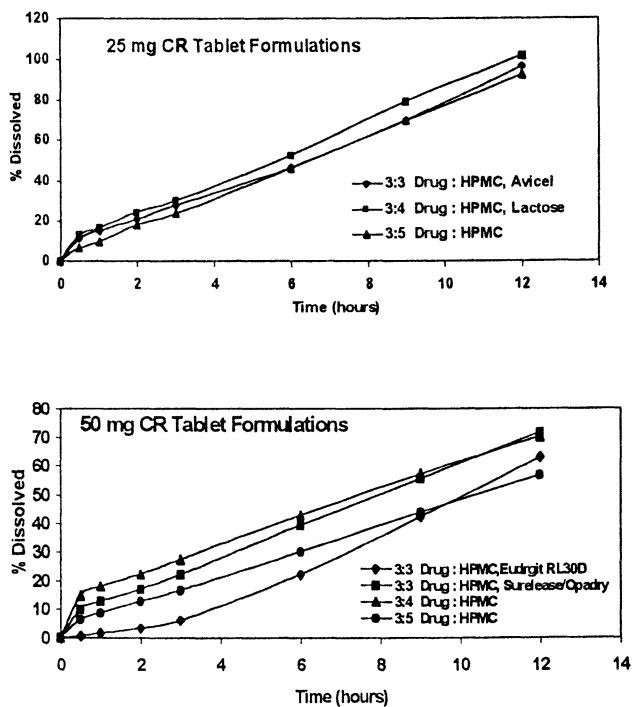 25 mg CR Tablet Formulations
120
100
80
60
40
20
0
% Dissolved
3:3 Drug : HPMC, Avicel
3:4 Drug : HPMC, Lactose
3:5 Drug : HPMC
0 2 4 6 8 10 12 14
Time (hours)
50 mg CR Tablet Formulations
80
70
60
50
40
30
20
10
0
% Dissolved
3:3 Drug : HPMC,Eudrgit RL30D
3:3 Drug : HPMC, Surelease/Opadry
3:4 Drug : HPMC
3:5 Drug : HPMC
0 2 4 6 8 10 12 14
Time (hours)